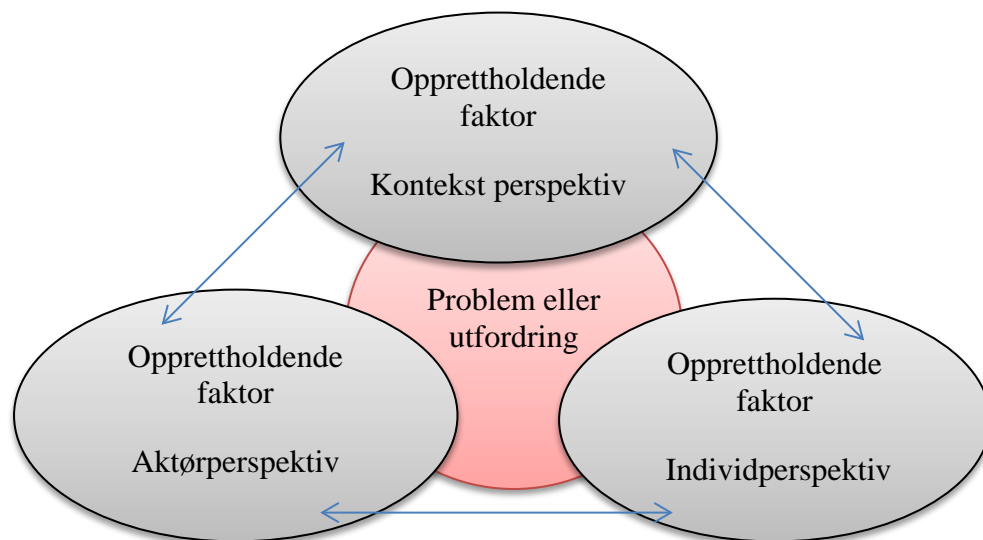 Opprettholdende
faktor
Kontekst perspektiv
Problem eller
utfordring
Opprettholdende
faktor
Aktørperspektiv
Opprettholdende
faktor
Individperspektiv